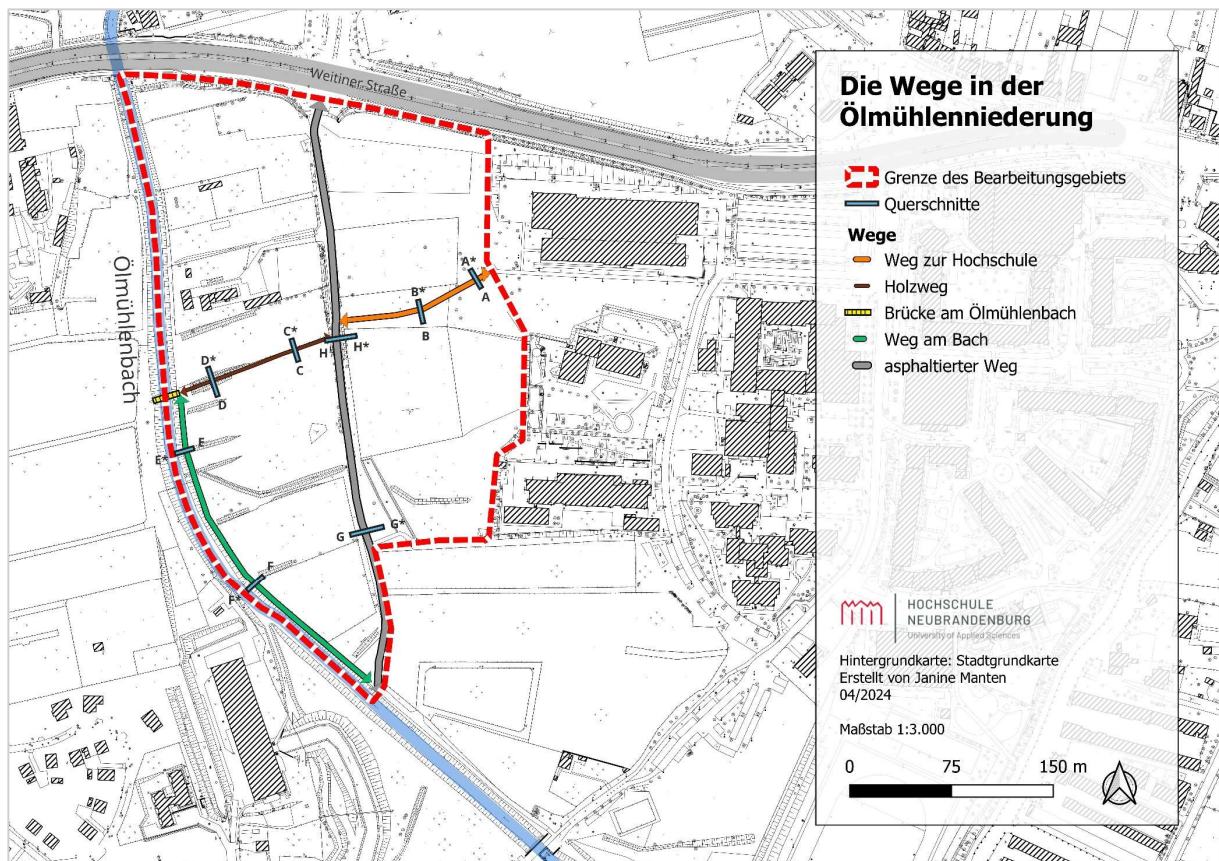 Weitiner Straße
Ölmühlenbach
A*
A
B*
B
C*
C
H
H*
D*
D
E
E*
F
F*
G
G*
Die Wege in der
Ölmühlenniederung
Grenze des Bearbeitungsgebiets
Querschnitte
Wege
Weg zur Hochschule
Holzweg
Brücke am Ölmühlenbach
Weg am Bach
asphaltierter Weg
HOCHSCHULE
NEUBRANDENBURG
University of Applied Sciences
Hintergrundkarte: Stadtgrundkarte
Erstellt von Janine Manten
04/2024
Maßstab 1:3.000
0 75 150 m